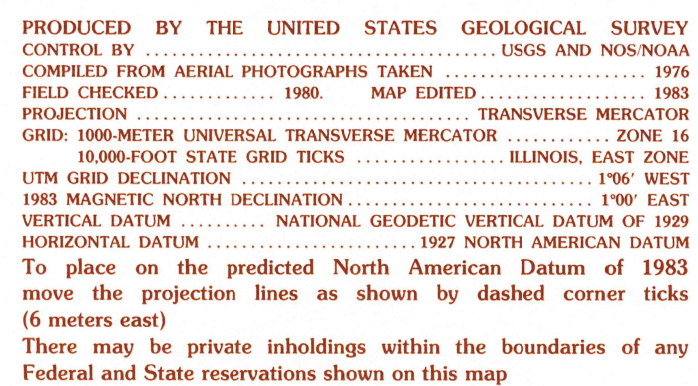 PRODUCED BY THE UNITED STATES GEOLOGICAL SURVEY
CONTROL BY ........................................ USGS AND NOS/NOAA
COMPILED FROM AERIAL PHOTOGRAPHS TAKEN .................. 1976
FIELD CHECKED ............. 1980. MAP EDITED .................... 1983
PROJECTION ....................................... TRANSVERSE MERCATOR
GRID: 1000-METER UNIVERSAL TRANSVERSE MERCATOR ............ ZONE 16
10,000-FOOT STATE GRID TICKS ................. ILLINOIS, EAST ZONE
UTM GRID DECLINATION ........................................ 1°06′ WEST
1983 MAGNETIC NORTH DECLINATION ............................ 1°00′ EAST
VERTICAL DATUM .......... NATIONAL GEODETIC VERTICAL DATUM OF 1929
HORIZONTAL DATUM ........................ 1927 NORTH AMERICAN DATUM
To place on the predicted North American Datum of 1983
move the projection lines as shown by dashed corner ticks
(6 meters east)
There may be private inholdings within the boundaries of any
Federal and State reservations shown on this map